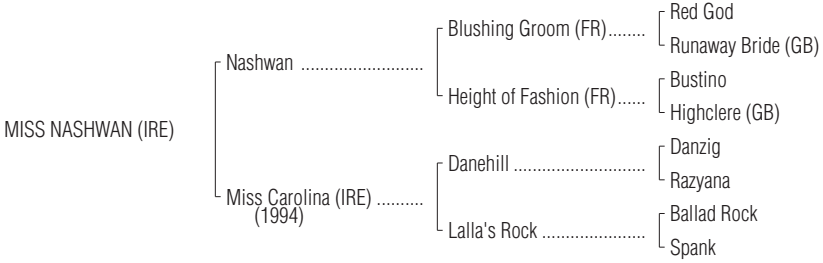 Red God
Blushing Groom (FR)........
Runaway Bride (GB)
Nashwan ..........................
Bustino
Height of Fashion (FR)......
Highclere (GB)
MISS NASHWAN (IRE)
Danzig
Danehill ............................
Razyana
Miss Carolina (IRE) ..........
(1994)
Ballad Rock
Lalla's Rock ......................
Spank